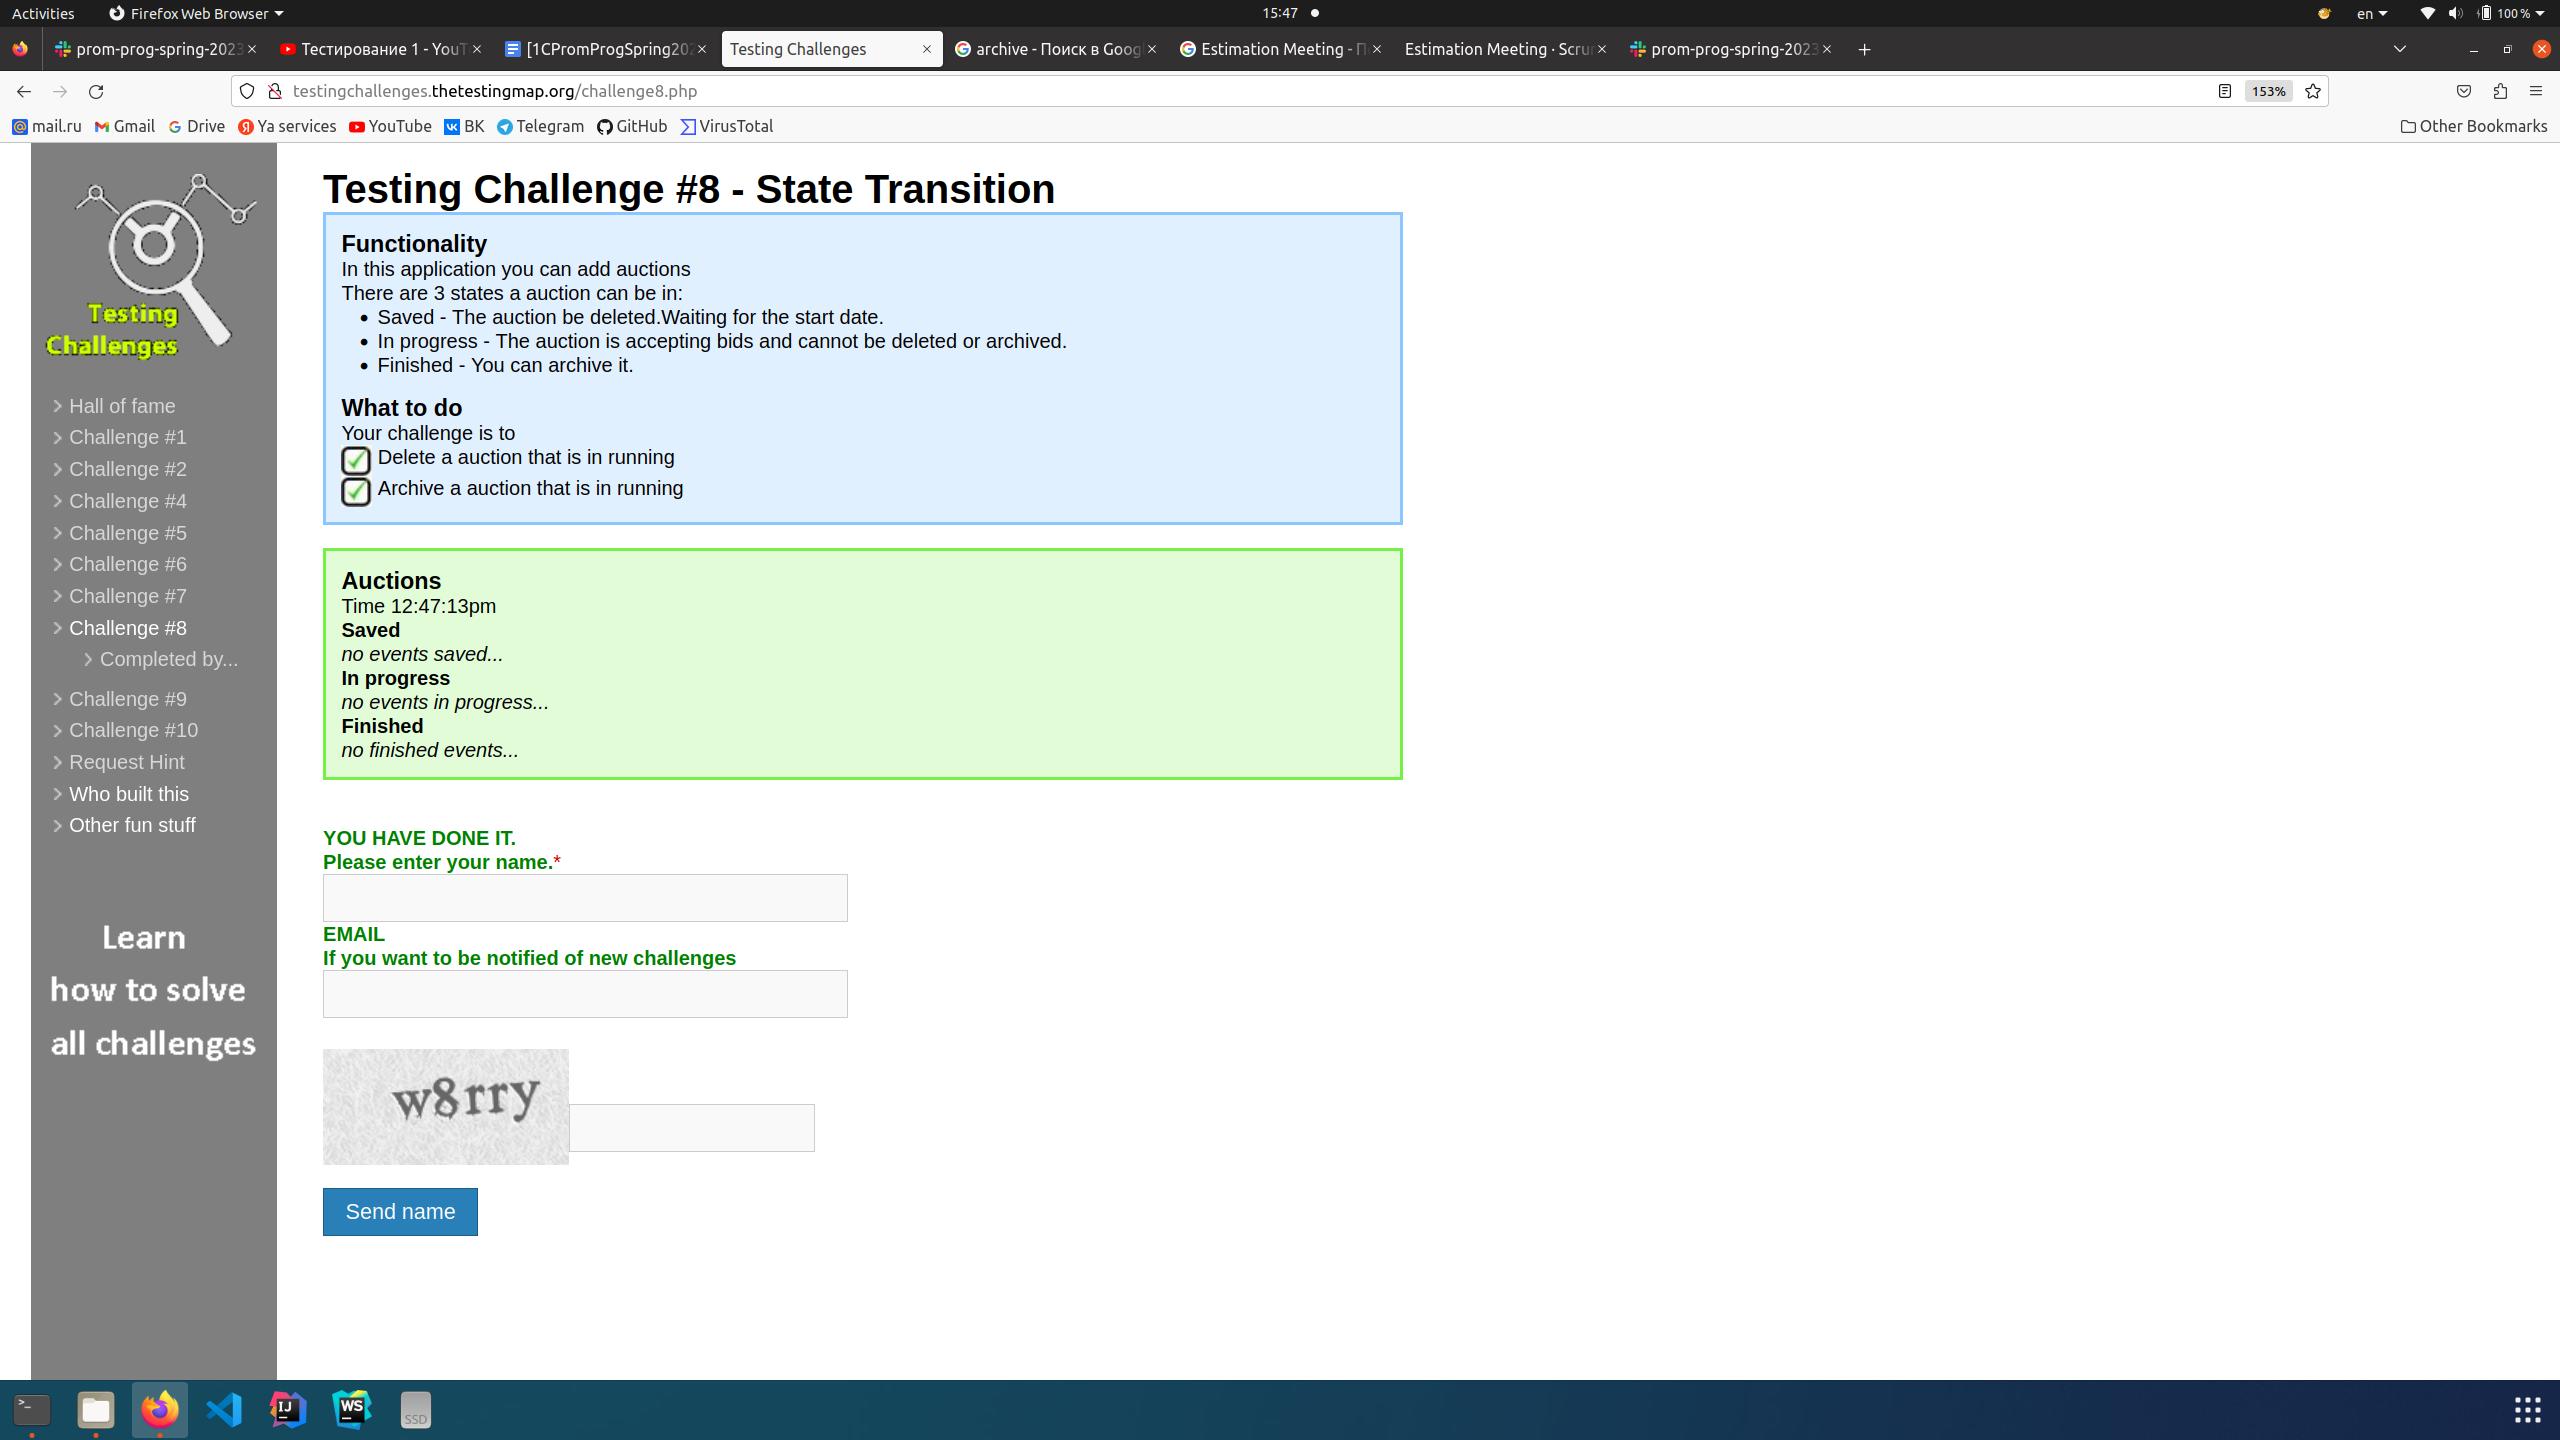 Activities
Firefox Web Browser
15:47
en
100 %
prom-prog-spring-2023
Тестирование 1 - YouT
[1CPromProgSpring202
Testing Challenges
archive - Поиск в Goog
Estimation Meeting - П
Estimation Meeting · Scru
prom-prog-spring-2023
testingchallenges.thetestingmap.org/challenge8.php
153%
mail.ru
Gmail
Drive
Ya services
YouTube
ВК
Telegram
GitHub
VirusTotal
Other Bookmarks
Testing
Challenges
Hall of fame
Challenge #1
Challenge #2
Challenge #4
Challenge #5
Challenge #6
Challenge #7
Challenge #8
Completed by...
Challenge #9
Challenge #10
Request Hint
Who built this
Other fun stuff
Learn
how to solve
all challenges
Testing Challenge #8 - State Transition
Functionality
In this application you can add auctions
There are 3 states a auction can be in:
Saved - The auction be deleted.Waiting for the start date.
In progress - The auction is accepting bids and cannot be deleted or archived.
Finished - You can archive it.
What to do
Your challenge is to
Delete a auction that is in running
Archive a auction that is in running
Auctions
Time 12:47:13pm
Saved
no events saved...
In progress
no events in progress...
Finished
no finished events...
YOU HAVE DONE IT.
Please enter your name.*
EMAIL
If you want to be notified of new challenges
w8rry
Send name
IJ
WS
SSD